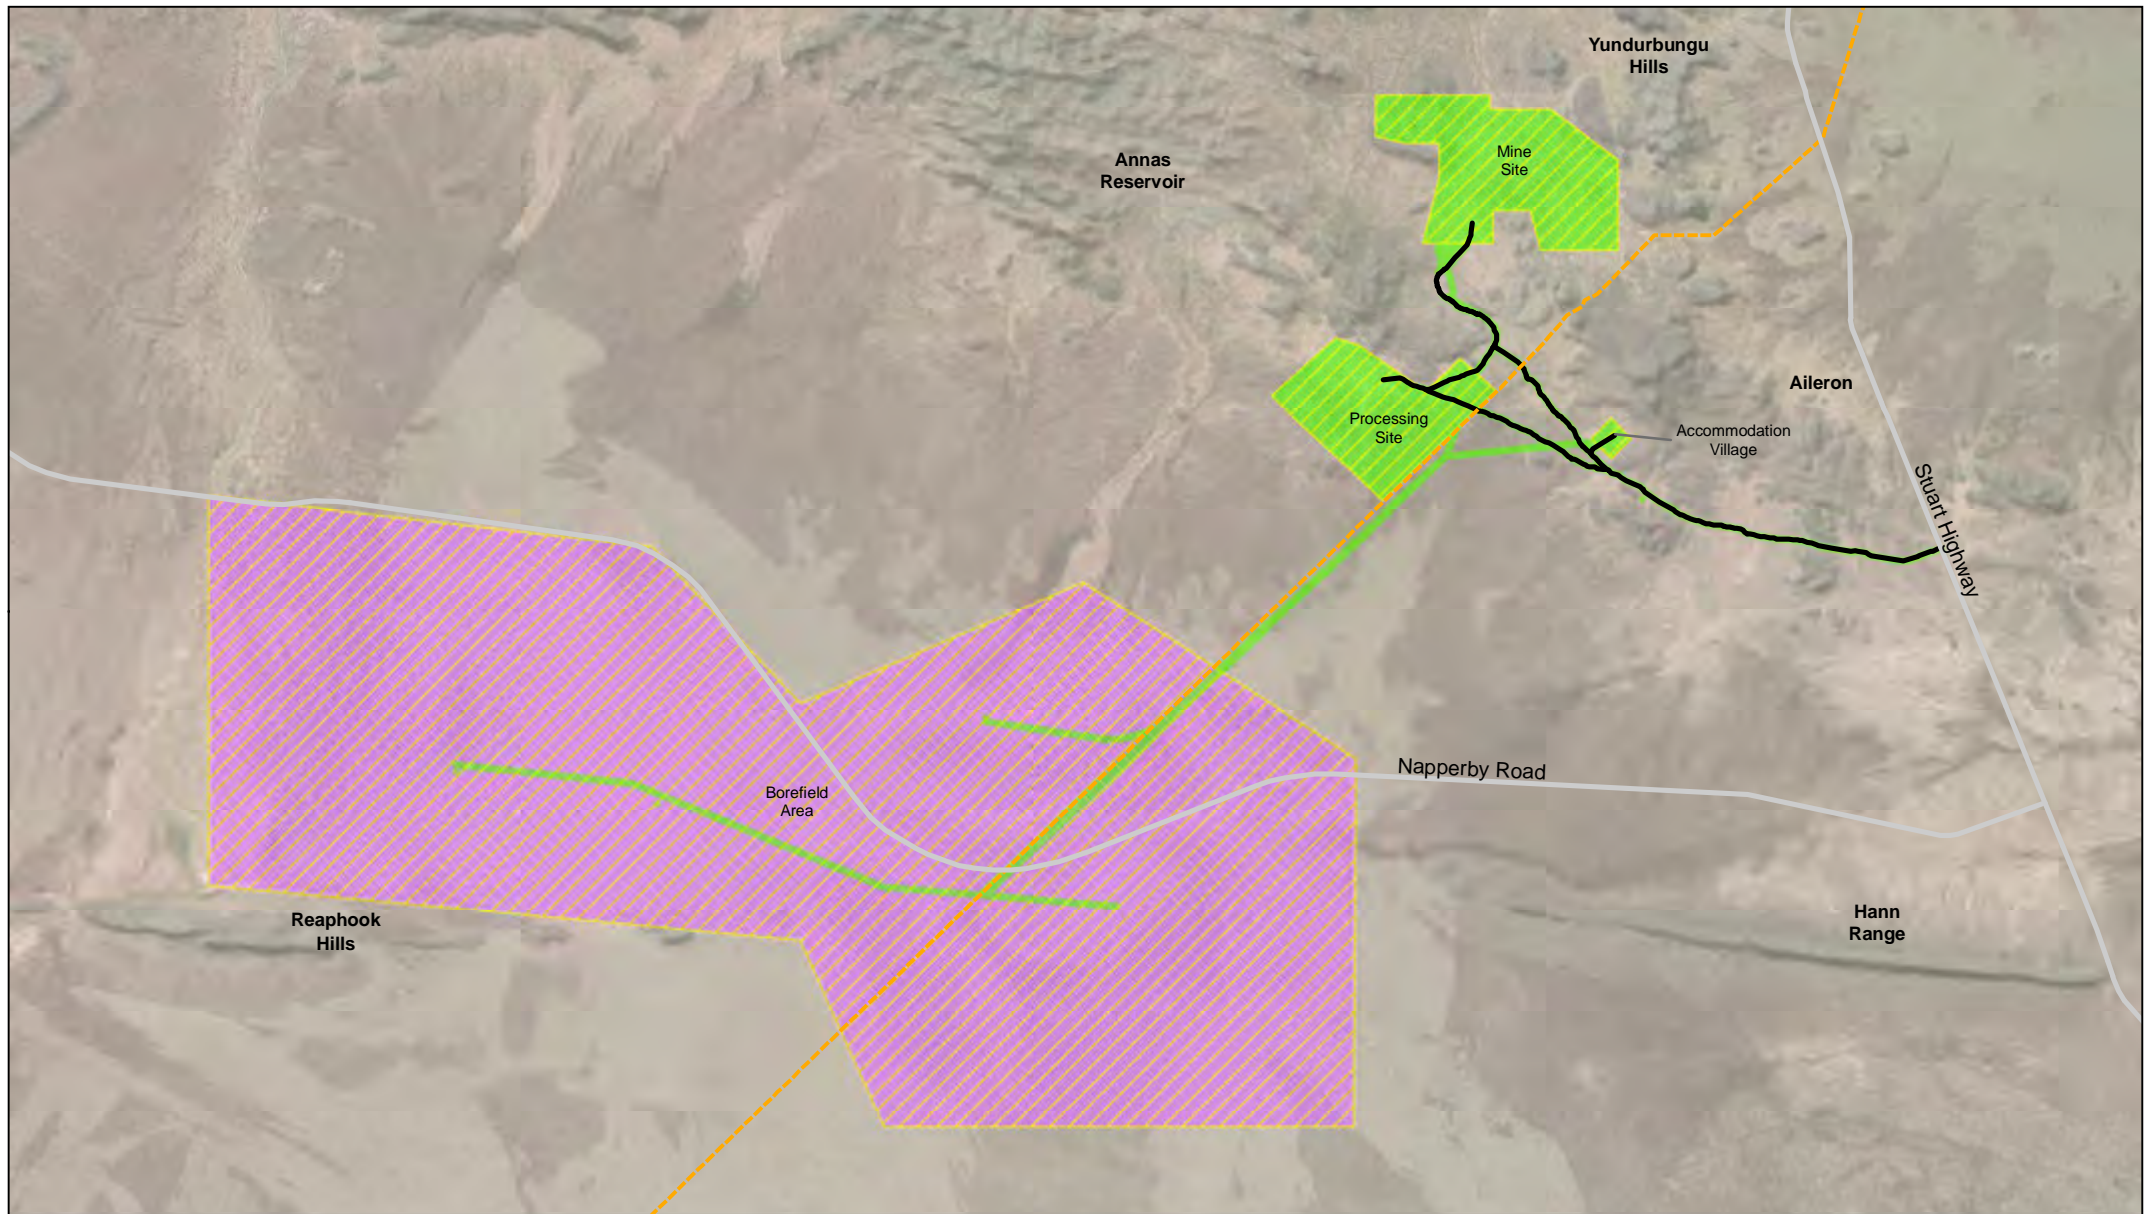 Yundurbungu
Hills
Annas
Reservoir
Mine
Site
Aileron
Processing
Site
Accommodation
Village
Stuart Highway
Napperby Road
Borefield
Area
Reaphook
Hills
Hann
Range